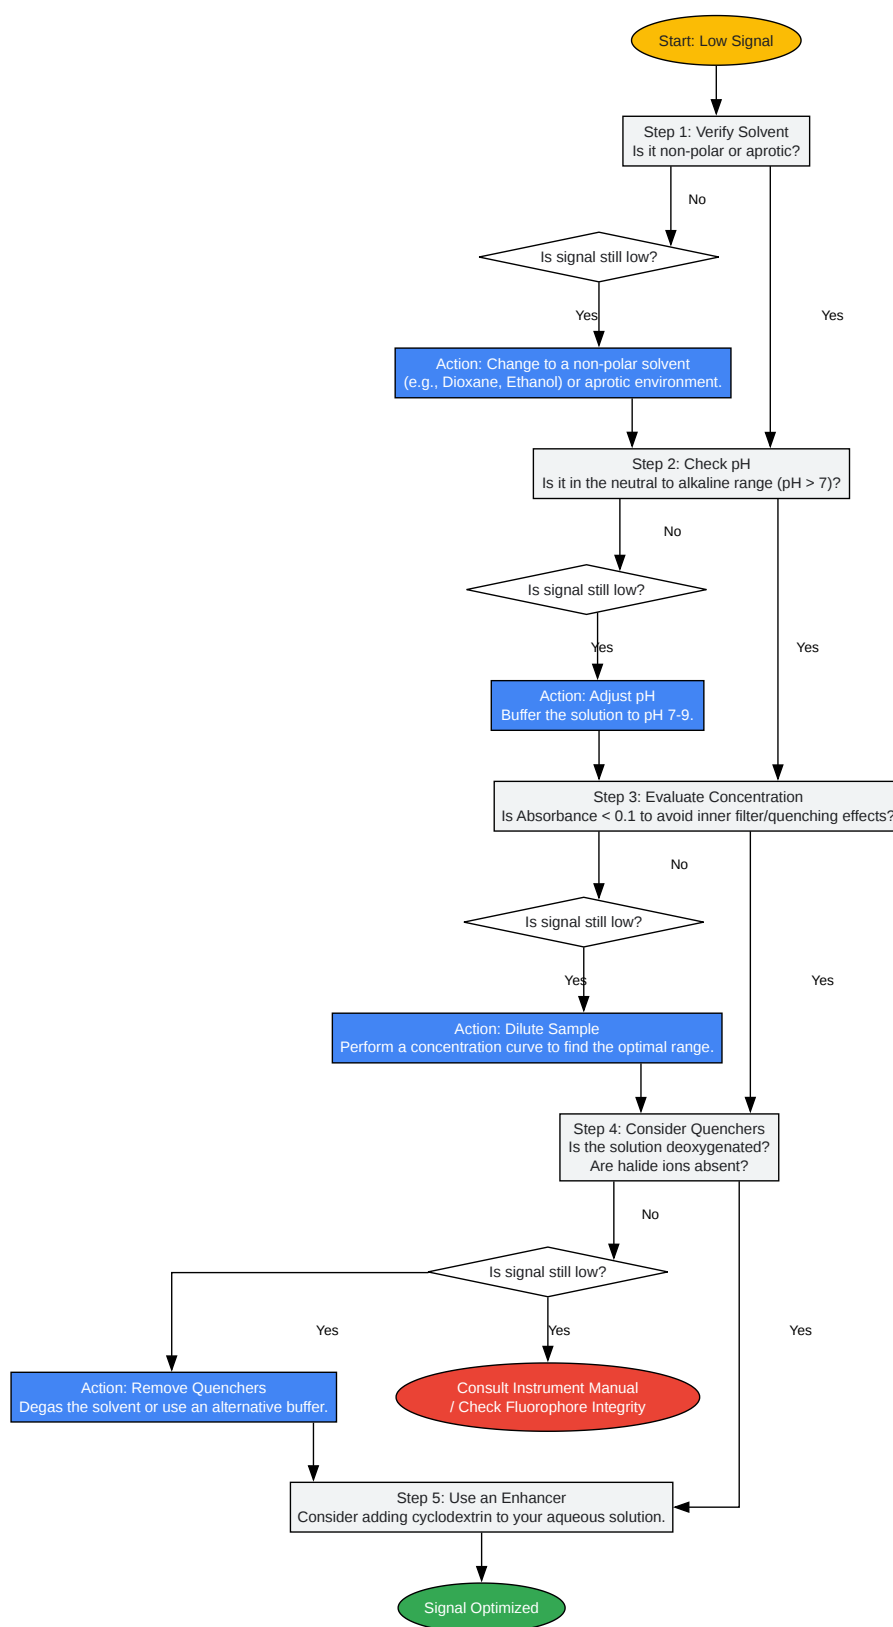 Start: Low Signal
Step 1: Verify Solvent
Is it non-polar or aprotic?
No
Is signal still low?
Yes
Yes
Action: Change to a non-polar solvent
(e.g., Dioxane, Ethanol) or aprotic environment.
Step 2: Check pH
Is it in the neutral to alkaline range (pH > 7)?
No
Is signal still low?
Yes
Yes
Action: Adjust pH
Buffer the solution to pH 7-9.
Step 3: Evaluate Concentration
Is Absorbance < 0.1 to avoid inner filter/quenching effects?
No
Is signal still low?
Yes
Yes
Action: Dilute Sample
Perform a concentration curve to find the optimal range.
Step 4: Consider Quenchers
Is the solution deoxygenated?
Are halide ions absent?
No
Is signal still low?
Yes
Yes
Yes
Action: Remove Quenchers
Degas the solvent or use an alternative buffer.
Consult Instrument Manual
/ Check Fluorophore Integrity
Step 5: Use an Enhancer
Consider adding cyclodextrin to your aqueous solution.
Signal Optimized